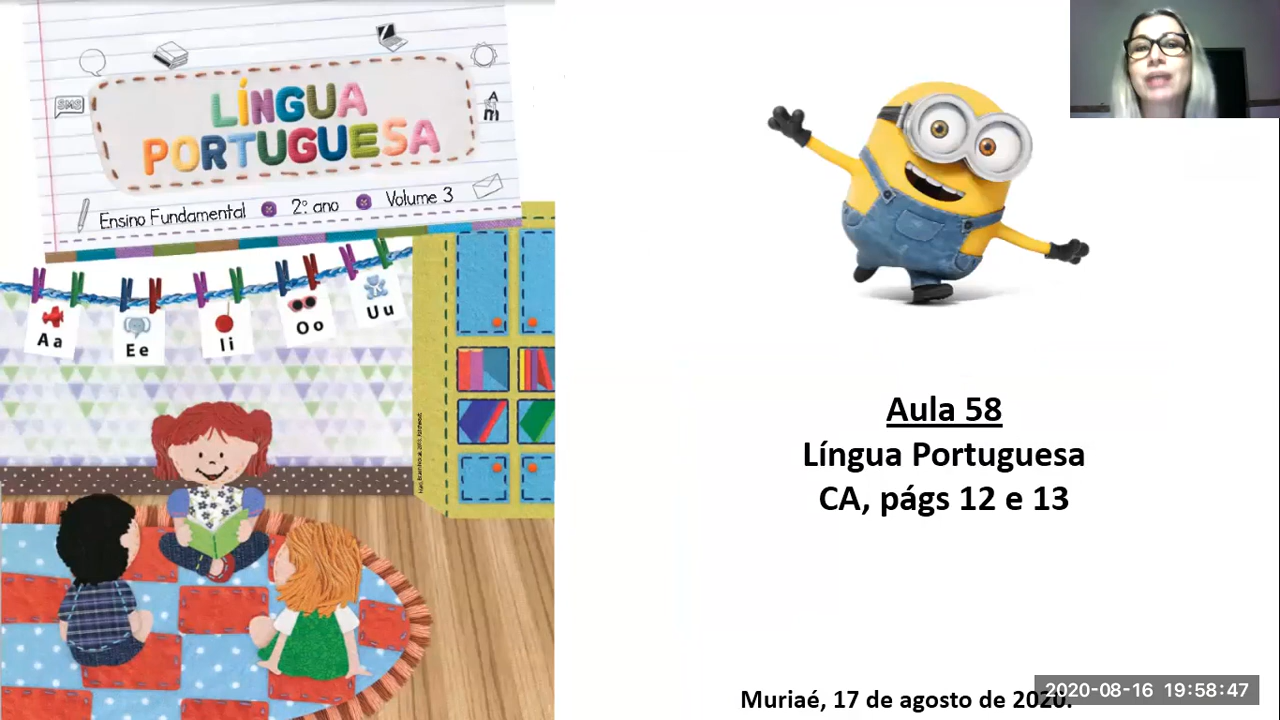 LÍNGUA
PORTUGUESA
SMS
Ensino Fundamental 2º. ano Volume 3
Aa
Ee
Ii
Oo
Uu
Aula 58
Língua Portuguesa
CA, págs 12 e 13
Muriaé, 17 de agosto de 2020.
2020-08-16 19:58:47